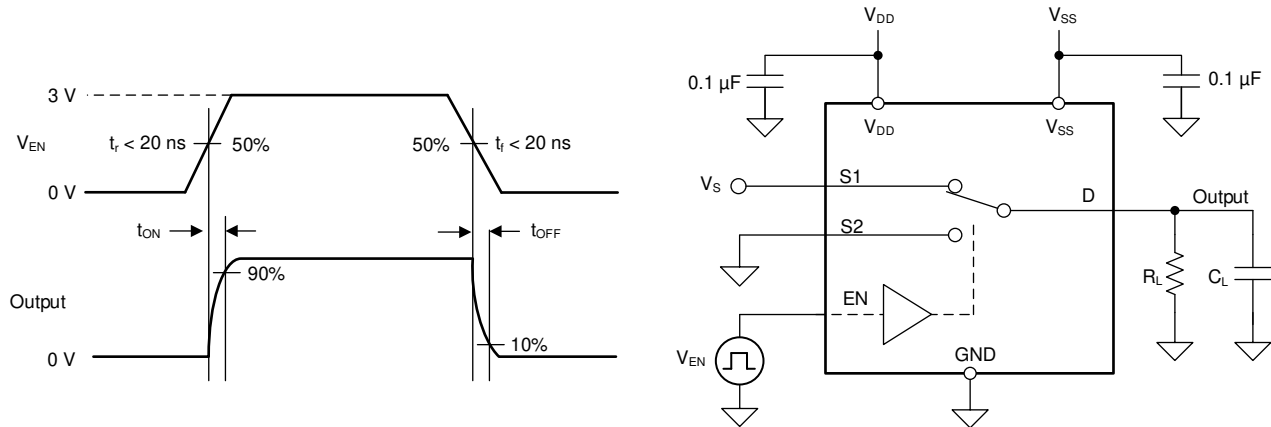 3 V
V_EN
t_r < 20 ns
50%
50%
t_f < 20 ns
0 V
t_ON
t_OFF
90%
Output
10%
0 V
V_DD
V_SS
0.1 µF
0.1 µF
V_DD
V_SS
V_S
S1
D
Output
S2
R_L
C_L
EN
V_EN
GND